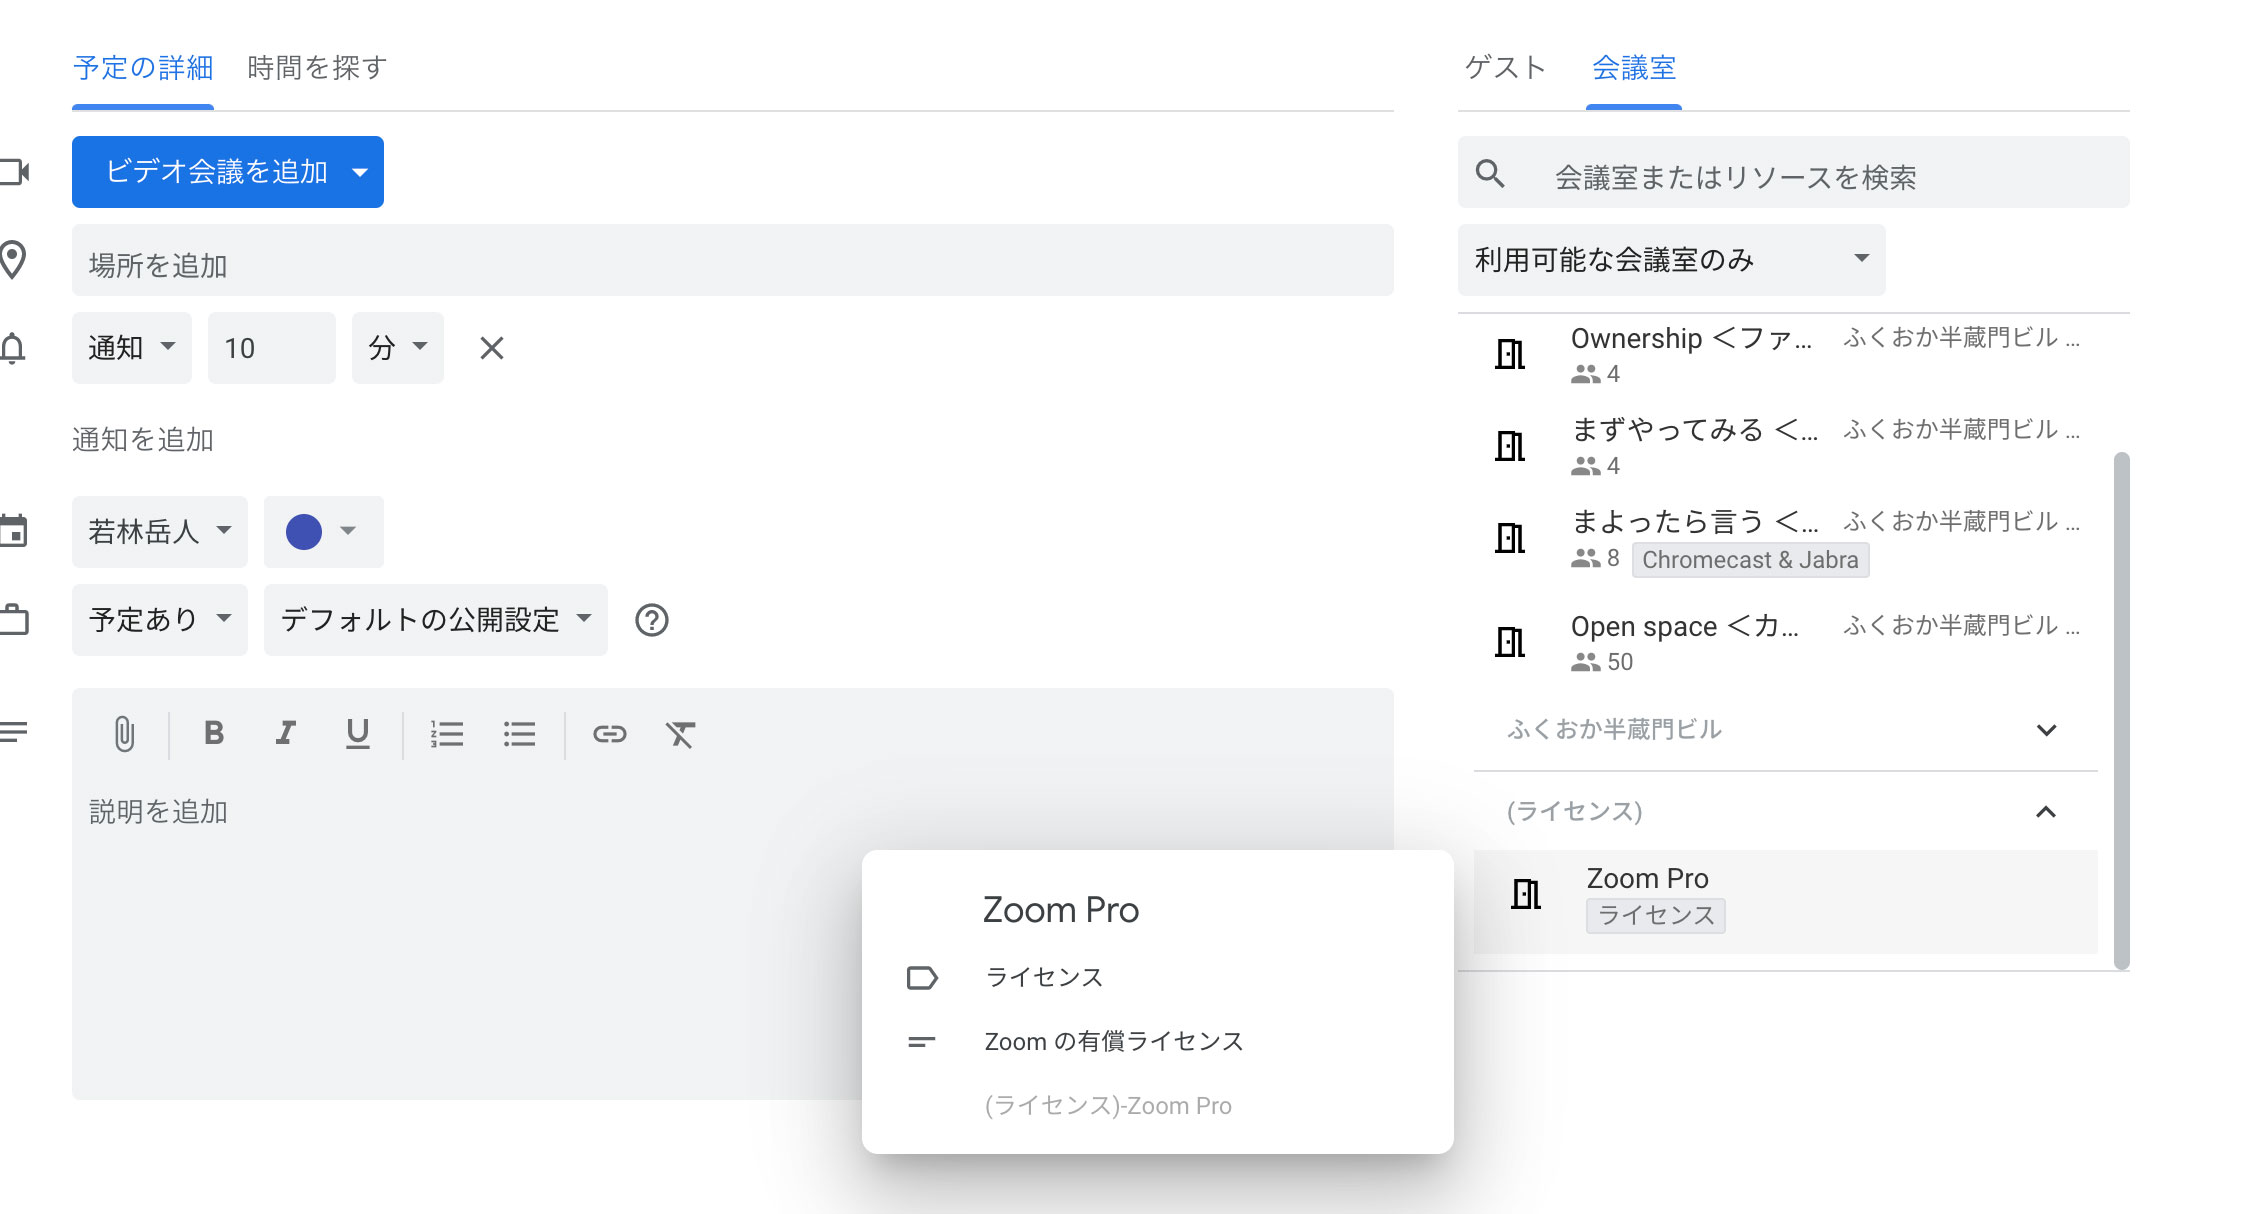 予定の詳細 時間を探す
ビデオ会議を追加
場所を追加
通知 10 分
通知を追加
若林岳人
予定あり デフォルトの公開設定
B I U
説明を追加
ゲスト 会議室
会議室またはリソースを検索
利用可能な会議室のみ
Ownership <ファ... ふくおか半蔵門ビル ...
4
まずやってみる <... ふくおか半蔵門ビル ...
4
まよったら言う <... ふくおか半蔵門ビル ...
8 Chromecast & Jabra
Open space <カ... ふくおか半蔵門ビル ...
50
ふくおか半蔵門ビル
(ライセンス)
Zoom Pro
ライセンス
Zoom Pro
ライセンス
Zoom の有償ライセンス
(ライセンス)-Zoom Pro